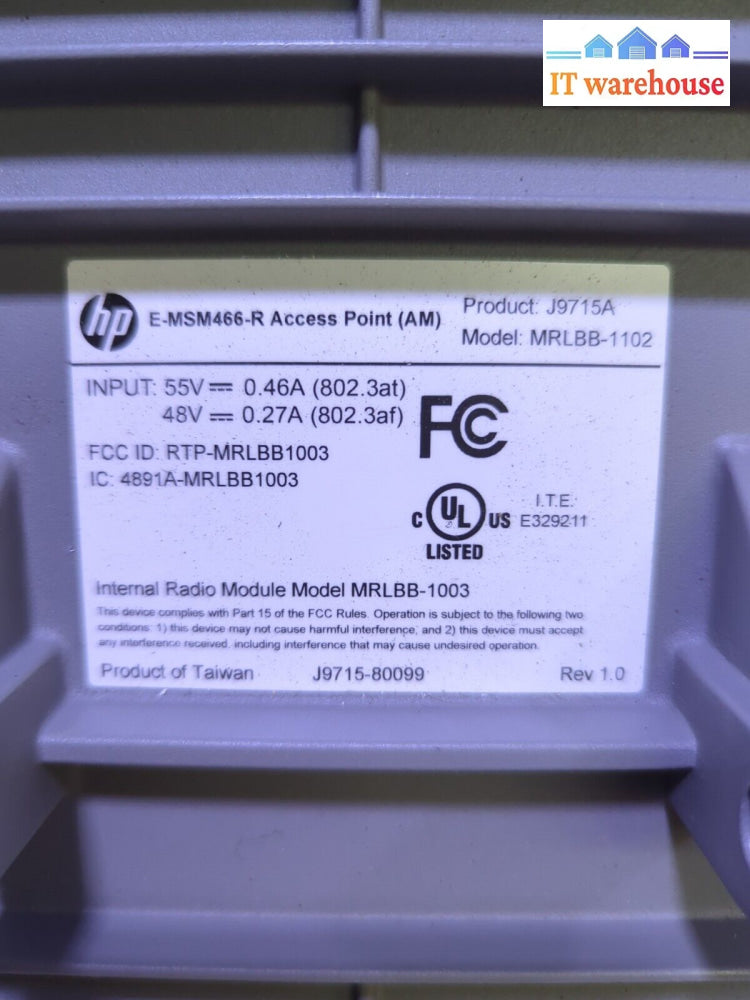 IT warehouse
hp
E-MSM466-R Access Point (AM)
Product: J9715A
Model: MRLBB-1102
INPUT: 55V⎓ 0.46A (802.3at)
48V⎓ 0.27A (802.3af)
FCC ID: RTP-MRLBB1003
IC: 4891A-MRLBB1003
FC
C UL US
LISTED
I.T.E.
E329211
Internal Radio Module Model MRLBB-1003
This device complies with Part 15 of the FCC Rules. Operation is subject to the following two
conditions: 1) this device may not cause harmful interference, and 2) this device must accept
any interference received, including interference that may cause undesired operation.
Product of Taiwan J9715-80099 Rev 1.0